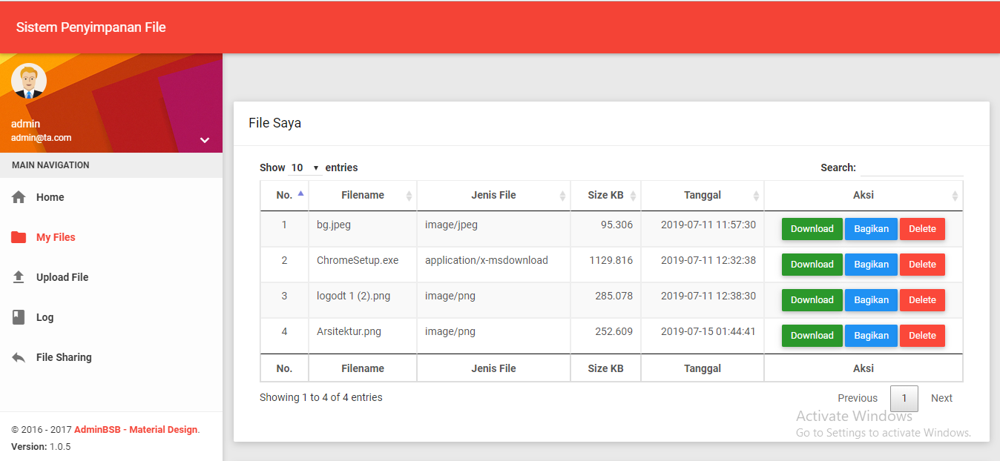 Sistem Penyimpanan File
admin
admin@ta.com
MAIN NAVIGATION
Home
My Files
Upload File
Log
File Sharing
© 2016 - 2017 AdminBSB - Material Design.
Version: 1.0.5
File Saya
Show 10 entries Search:
No. Filename Jenis File Size KB Tanggal Aksi
1 bg.jpeg image/jpeg 95.306 2019-07-11 11:57:30 Download Bagikan Delete
2 ChromeSetup.exe application/x-msdownload 1129.816 2019-07-11 12:32:38 Download Bagikan Delete
3 logodt 1 (2).png image/png 285.078 2019-07-11 12:38:30 Download Bagikan Delete
4 Arsitektur.png image/png 252.609 2019-07-15 01:44:41 Download Bagikan Delete
No. Filename Jenis File Size KB Tanggal Aksi
Showing 1 to 4 of 4 entries Previous 1 Next
Activate Windows
Go to Settings to activate Windows.